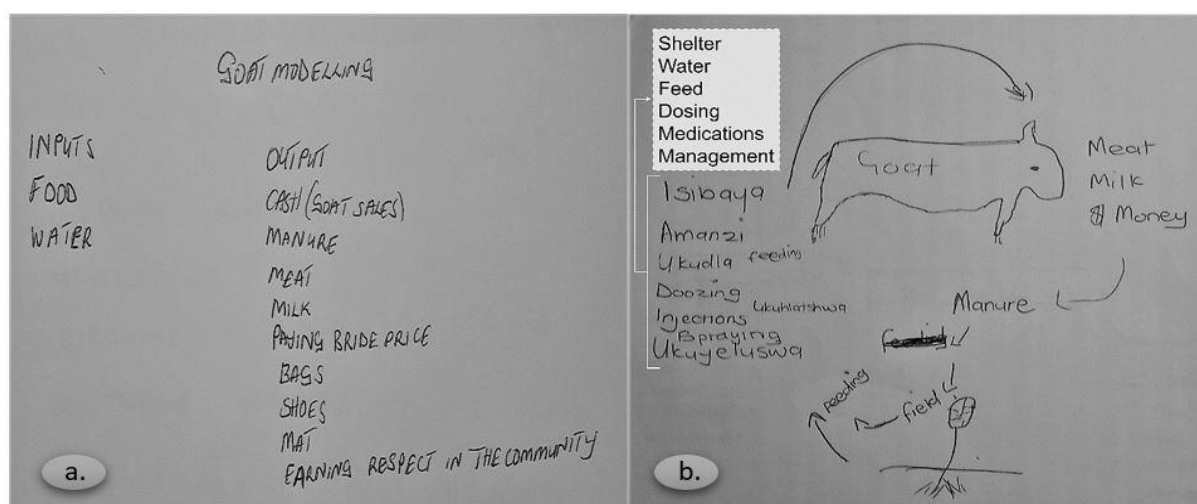 GOAT MODELLING
INPUTS
FOOD
WATER
OUTPUT
CASH (GOAT SALES)
MANURE
MEAT
MILK
PAYING BRIDE PRICE
BAGS
SHOES
MAT
EARNING RESPECT IN THE COMMUNITY
a.
Shelter
Water
Feed
Dosing
Medications
Management
Isibaya
Amanzi
Ukudla feeding
Doozing
Injections Ukuhlatshwa
Spraying
Ukuyeluswa
Goat
Meat
Milk
$ Money
Manure
feeding
field
feeding
b.